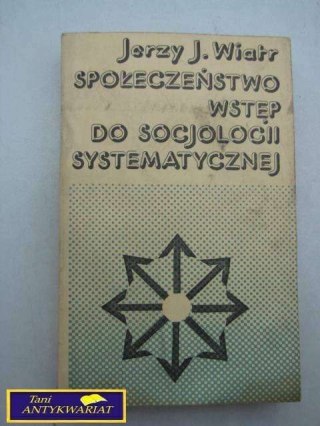 Jerzy J. Wiatr
SPOŁECZEŃSTWO
WSTĘP
DO SOCJOLOGII
SYSTEMATYCZNEJ
Tani
ANTYKWARIAT